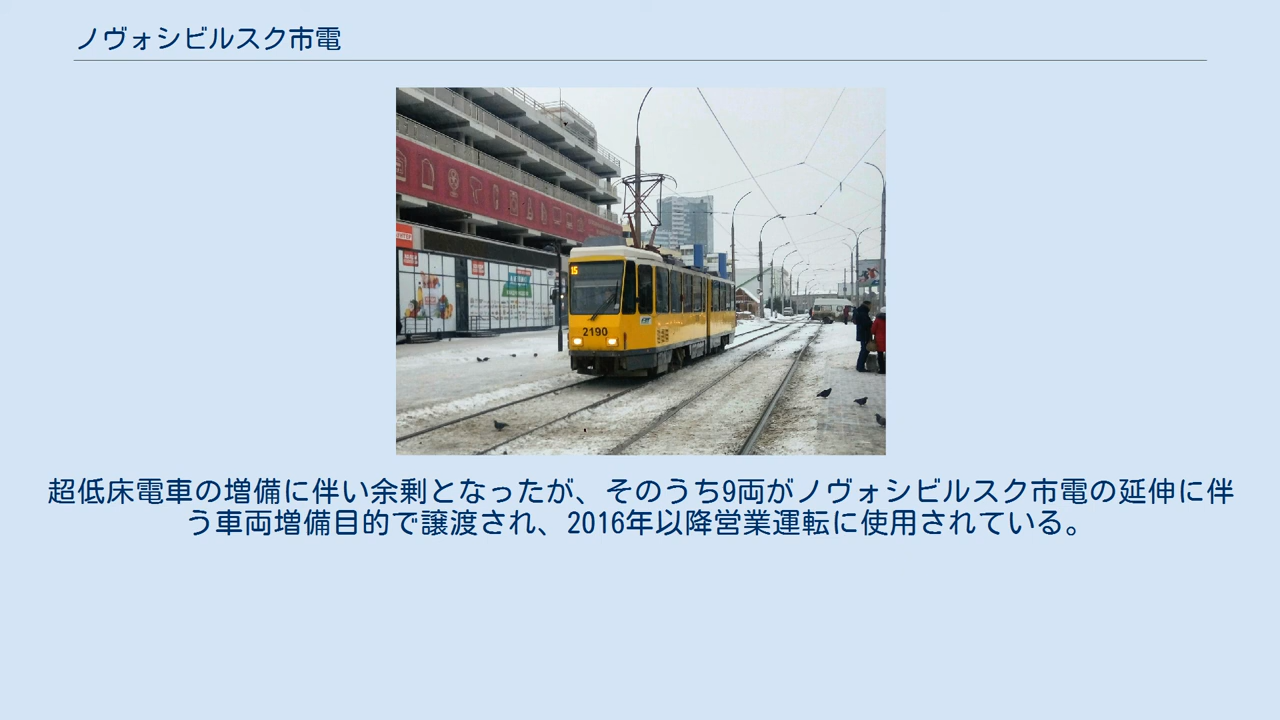 ノヴォシビルスク市電
15
2190
超低床電車の増備に伴い余剰となったが、そのうち9両がノヴォシビルスク市電の延伸に伴
う車両増備目的で譲渡され、2016年以降営業運転に使用されている。